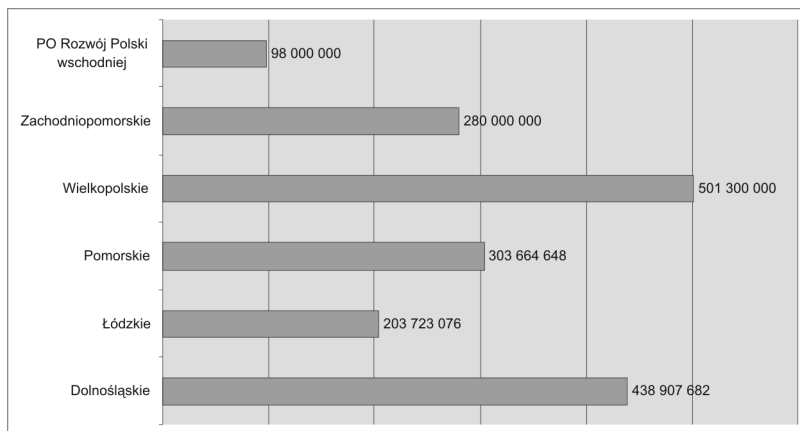 PO Rozwój Polski
wschodniej
98 000 000
Zachodniopomorskie
280 000 000
Wielkopolskie
501 300 000
Pomorskie
303 664 648
Łódzkie
203 723 076
Dolnośląskie
438 907 682